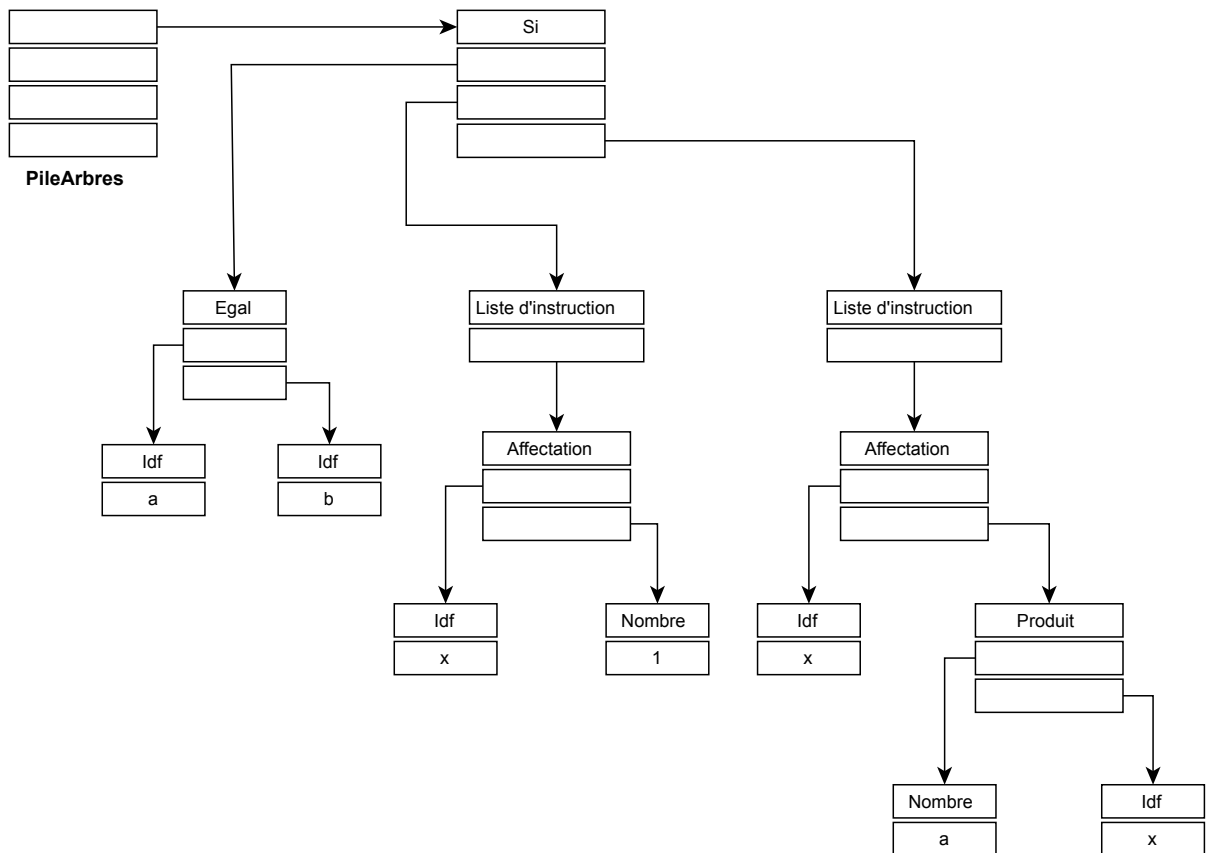 Si
PileArbres
Egal
Liste d'instruction
Liste d'instruction
Idf
a
Idf
b
Affectation
Affectation
Idf
x
Nombre
1
Idf
x
Produit
Nombre
a
Idf
x